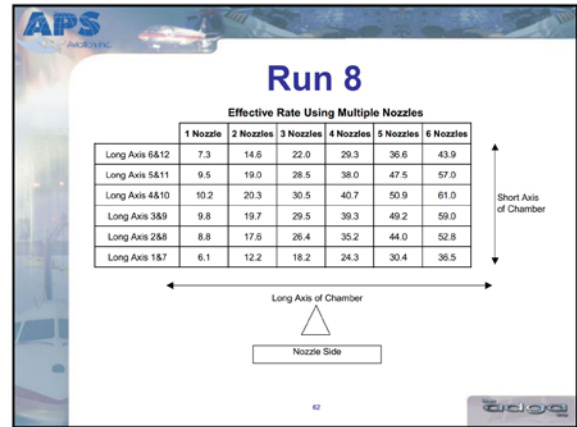 APS
Aviation Inc.
Run 8
Effective Rate Using Multiple Nozzles
1 Nozzle 2 Nozzles 3 Nozzles 4 Nozzles 5 Nozzles 6 Nozzles
Long Axis 6&12 7.3 14.6 22.0 29.3 36.6 43.9
Long Axis 5&11 9.5 19.0 28.5 38.0 47.5 57.0
Long Axis 4&10 10.2 20.3 30.5 40.7 50.9 61.0
Long Axis 3&9 9.8 19.7 29.5 39.3 49.2 59.0
Long Axis 2&8 8.8 17.6 26.4 35.2 44.0 52.8
Long Axis 1&7 6.1 12.2 18.2 24.3 30.4 36.5
Short Axis
of Chamber
Long Axis of Chamber
Nozzle Side
62
adga